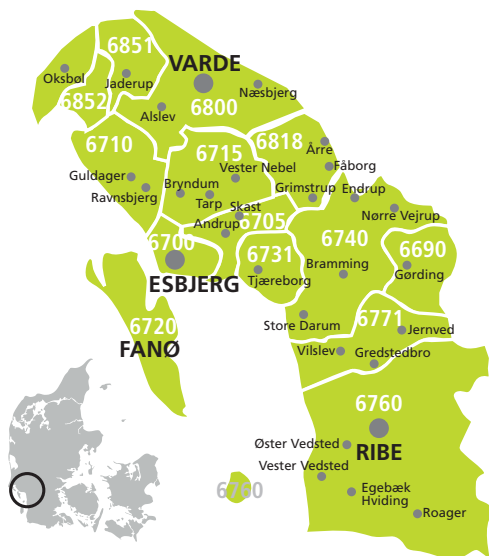 6851
VARDE
Oksbøl
Jaderup
Næsbjerg
6852
Alslev
6800
6710
6715
6818
Årre
Vester Nebel
Fåborg
Guldager
Bryndum
Grimstrup
Endrup
Ravnsbjerg
Tarp
Skast
Nørre Vejrup
Andrup
6705
6700
6731
6740
6690
Bramming
Gørding
ESBJERG
Tjæreborg
6720
Store Darum
6771
FANØ
Jernved
Vilslev
Gredstedbro
6760
Øster Vedsted
RIBE
Vester Vedsted
6760
Egebæk
Hviding
Roager